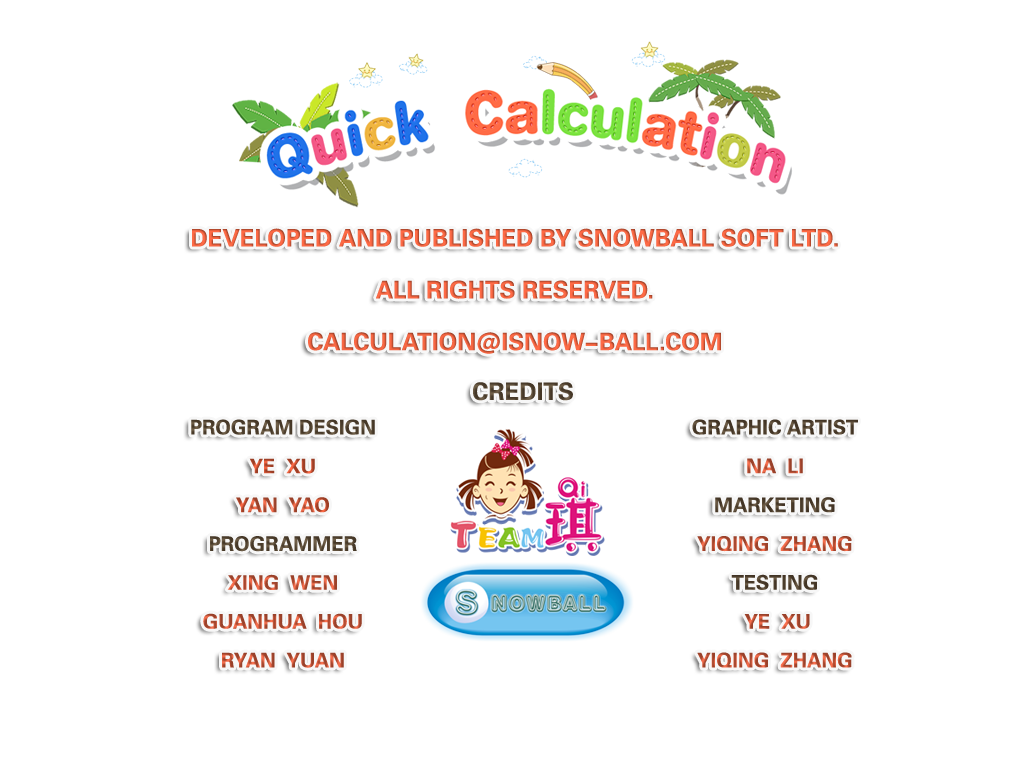 Quick Calculation
DEVELOPED AND PUBLISHED BY SNOWBALL SOFT LTD.
ALL RIGHTS RESERVED.
CALCULATION@ISNOW-BALL.COM
CREDITS
PROGRAM DESIGN
YE XU
YAN YAO
PROGRAMMER
XING WEN
GUANHUA HOU
RYAN YUAN
Qi
TEAM琪
SNOWBALL
GRAPHIC ARTIST
NA LI
MARKETING
YIQING ZHANG
TESTING
YE XU
YIQING ZHANG